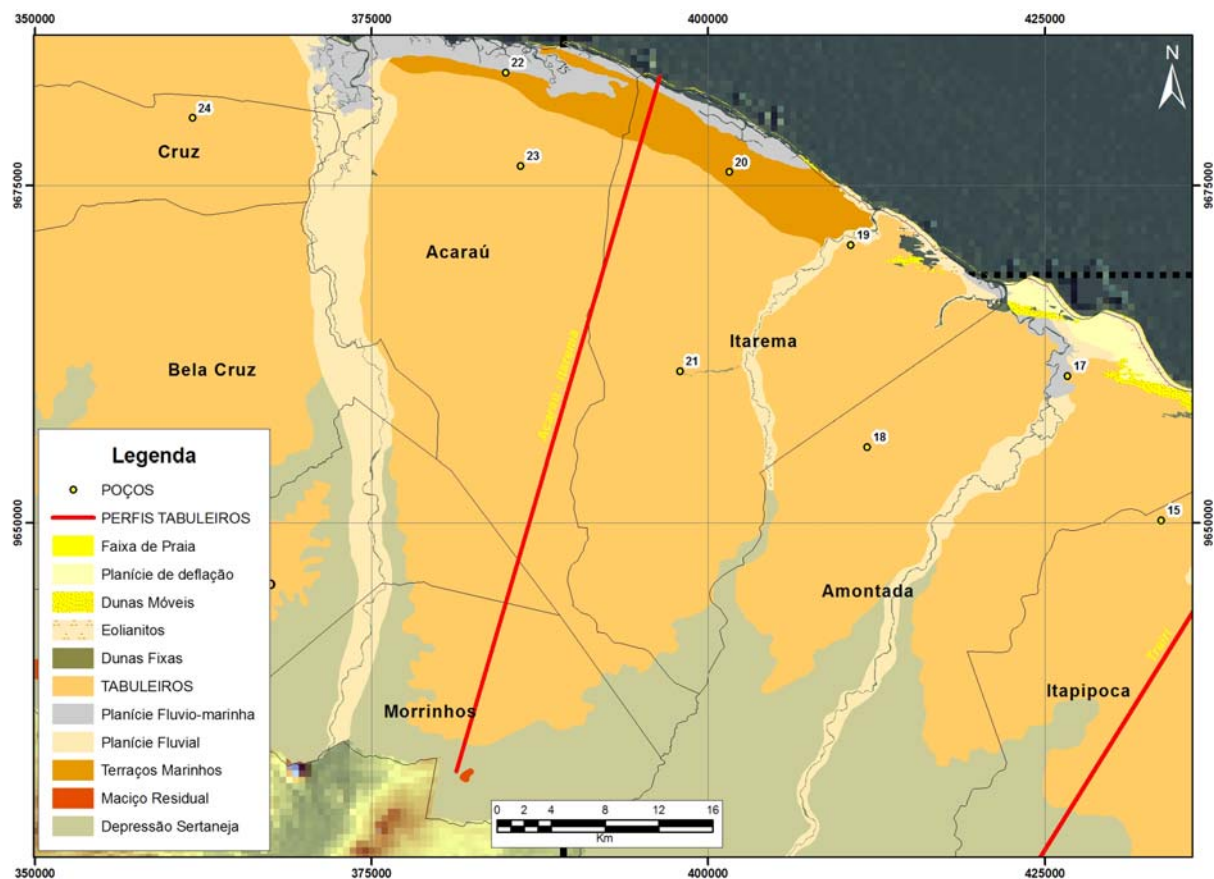 350000 375000 400000 425000
N
22
24
Cruz
23
20
9675000 9675000
19
Acaraú
Itarema
Bela Cruz
21
17
Acaraú - Itarema
18
Legenda
POÇOS
PERFIS TABULEIROS
Faixa de Praia
Planície de deflação
Dunas Móveis
Eolianitos
Dunas Fixas
TABULEIROS
Planície Fluvio-marinha
Planície Fluvial
Terraços Marinhos
Maciço Residual
Depressão Sertaneja
15
9650000 9650000
Amontada
Trairi
Itapipoca
Morrinhos
0 2 4 8 12 16
Km
350000 375000 400000 425000